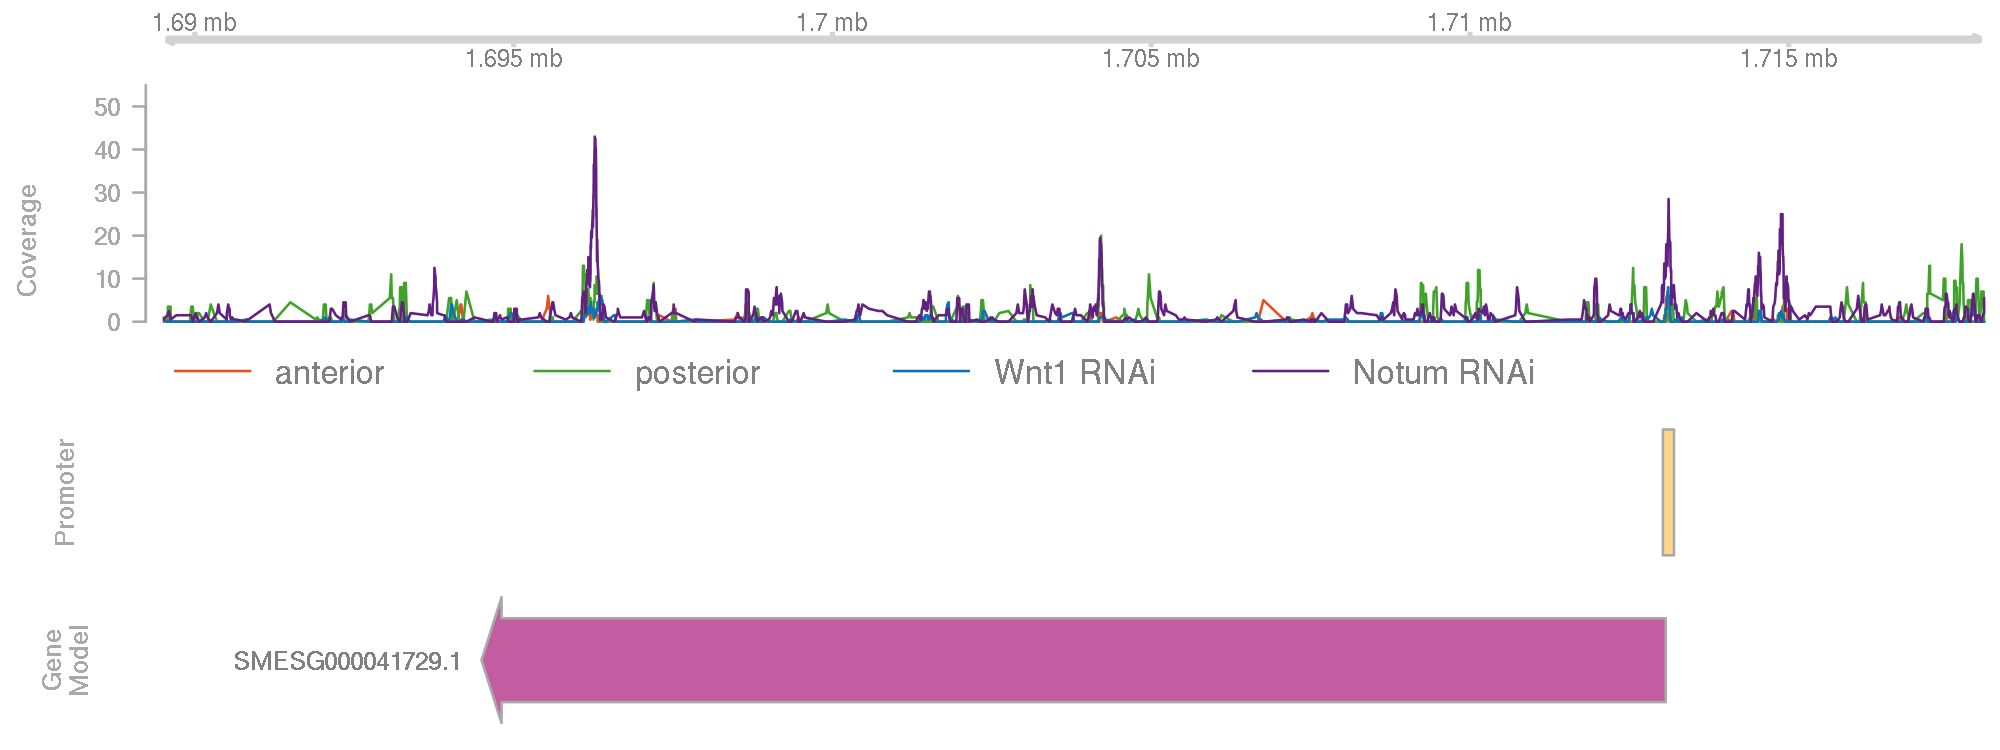 1.69 mb 1.7 mb 1.71 mb
1.695 mb 1.705 mb 1.715 mb
Coverage
50
40
30
20
10
0
anterior posterior Wnt1 RNAi Notum RNAi
Promoter
Gene
Model
SMESG000041729.1